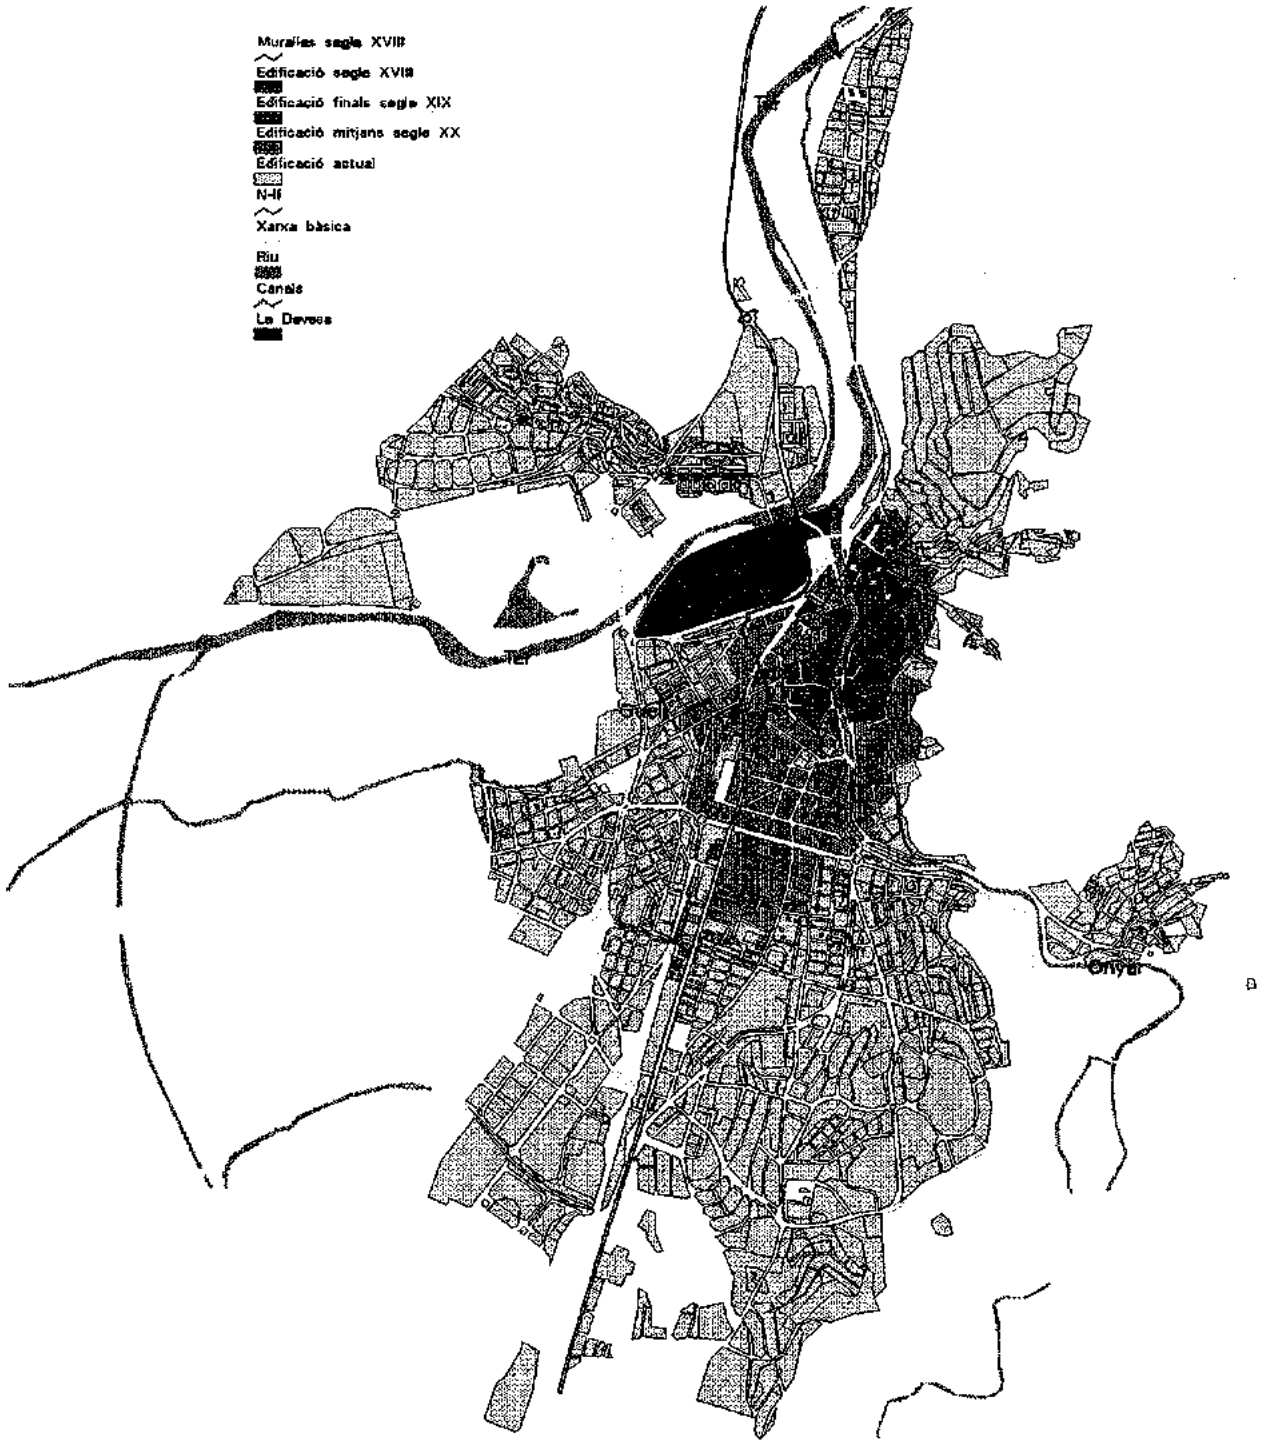 Muralles segle XVIII
Edificació segle XVIII
Edificació finals segle XIX
Edificació mitjans segle XX
Edificació actual
N-II
Xarxa bàsica
Riu
Canals
La Devesa
Ter
Ter
Onyar